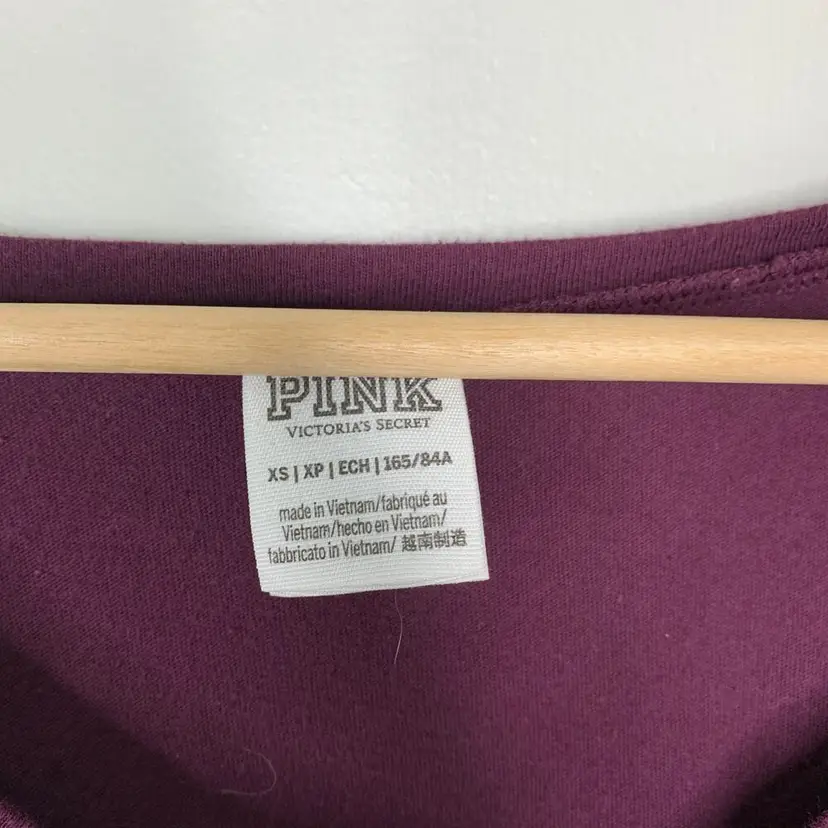 PINK
VICTORIA'S SECRET
XS | XP | ECH | 165/84A
made in Vietnam/fabriqué au
Vietnam/hecho en Vietnam/
fabbricato in Vietnam/ 越南制造